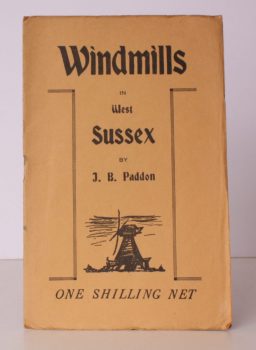 Windmills
IN
West
Sussex
BY
J. B. Paddon
ONE SHILLING NET